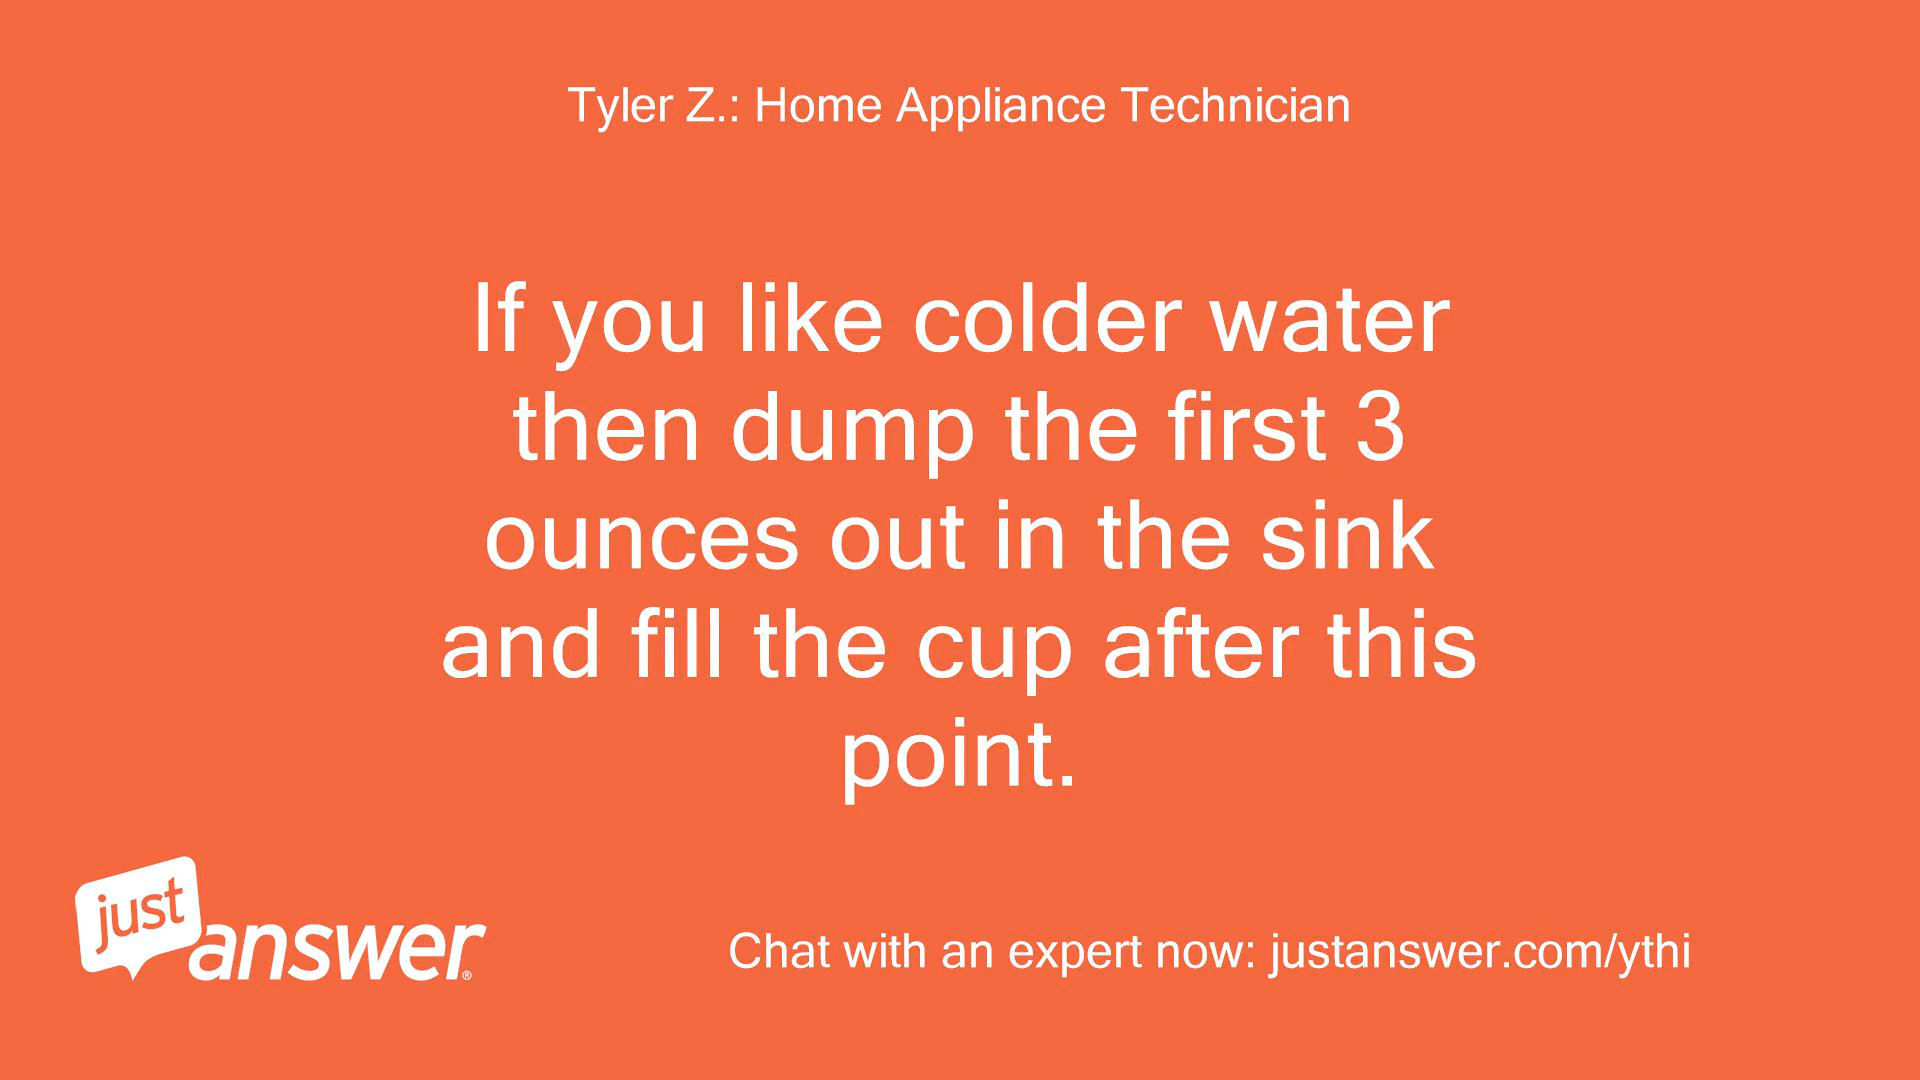 Tyler Z.: Home Appliance Technician
If you like colder water
then dump the first 3
ounces out in the sink
and fill the cup after this
point.
just
answer®
Chat with an expert now: justanswer.com/ythi